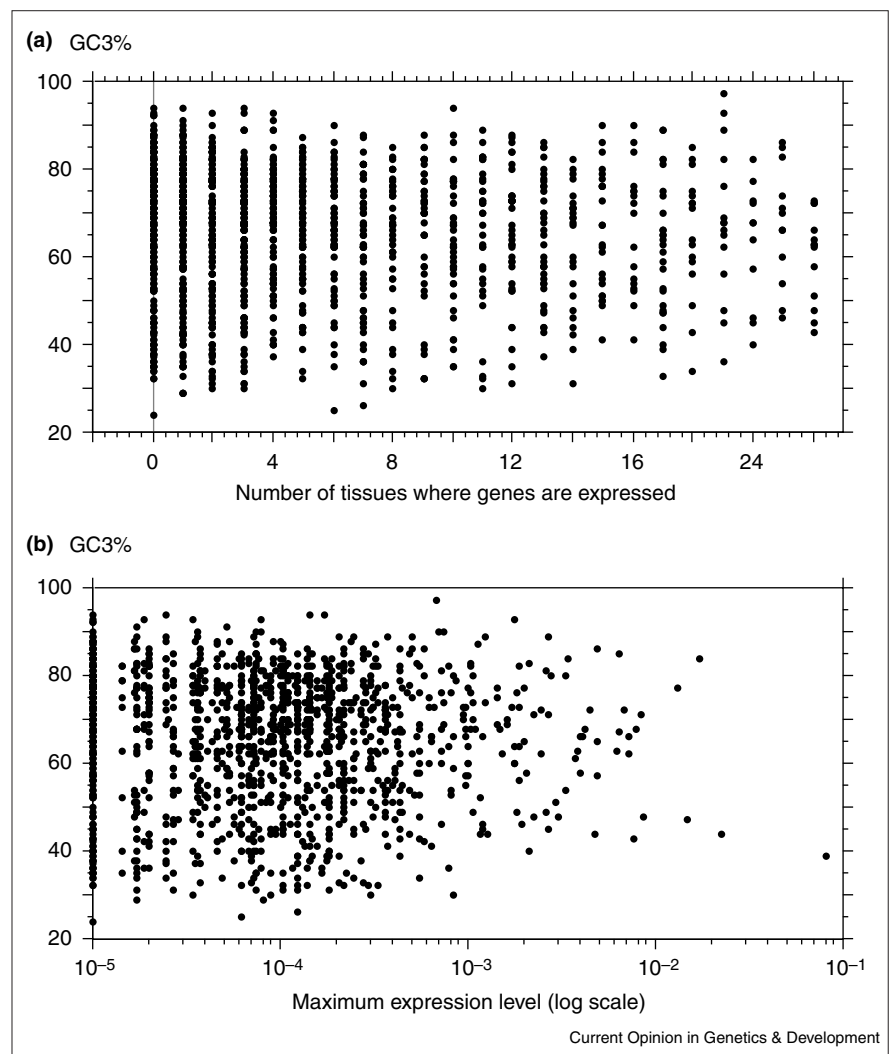 (a) GC3%
100
80
60
40
20
0 4 8 12 16 24
Number of tissues where genes are expressed
(b) GC3%
100
80
60
40
20
10⁻⁵ 10⁻⁴ 10⁻³ 10⁻² 10⁻¹
Maximum expression level (log scale)
Current Opinion in Genetics & Development